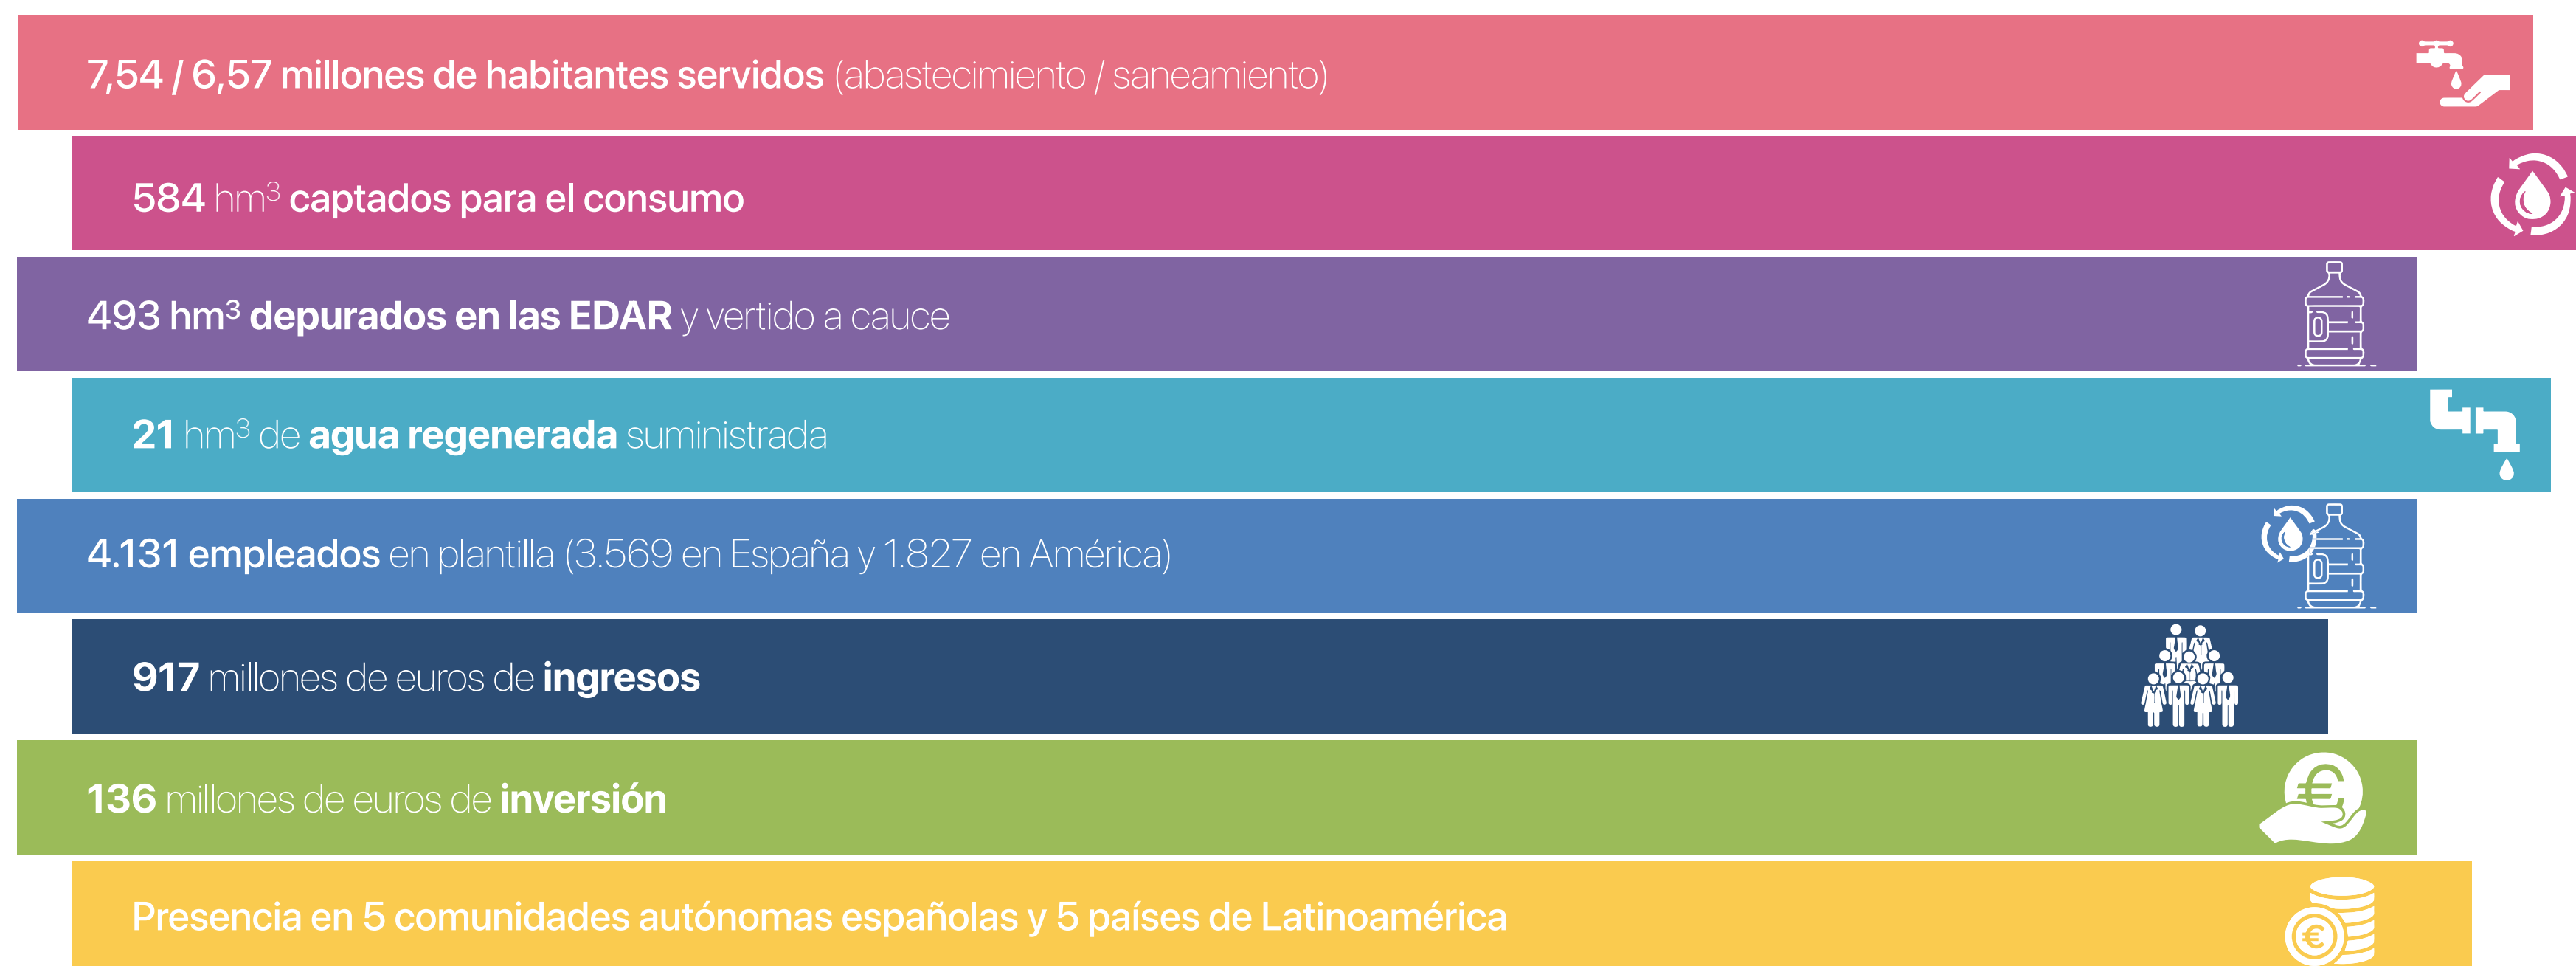 7,54 / 6,57 millones de habitantes servidos (abastecimiento / saneamiento)
584 hm³ captados para el consumo
493 hm³ depurados en las EDAR y vertido a cauce
21 hm³ de agua regenerada suministrada
4.131 empleados en plantilla (3.569 en España y 1.827 en América)
917 millones de euros de ingresos
136 millones de euros de inversión
Presencia en 5 comunidades autónomas españolas y 5 países de Latinoamérica